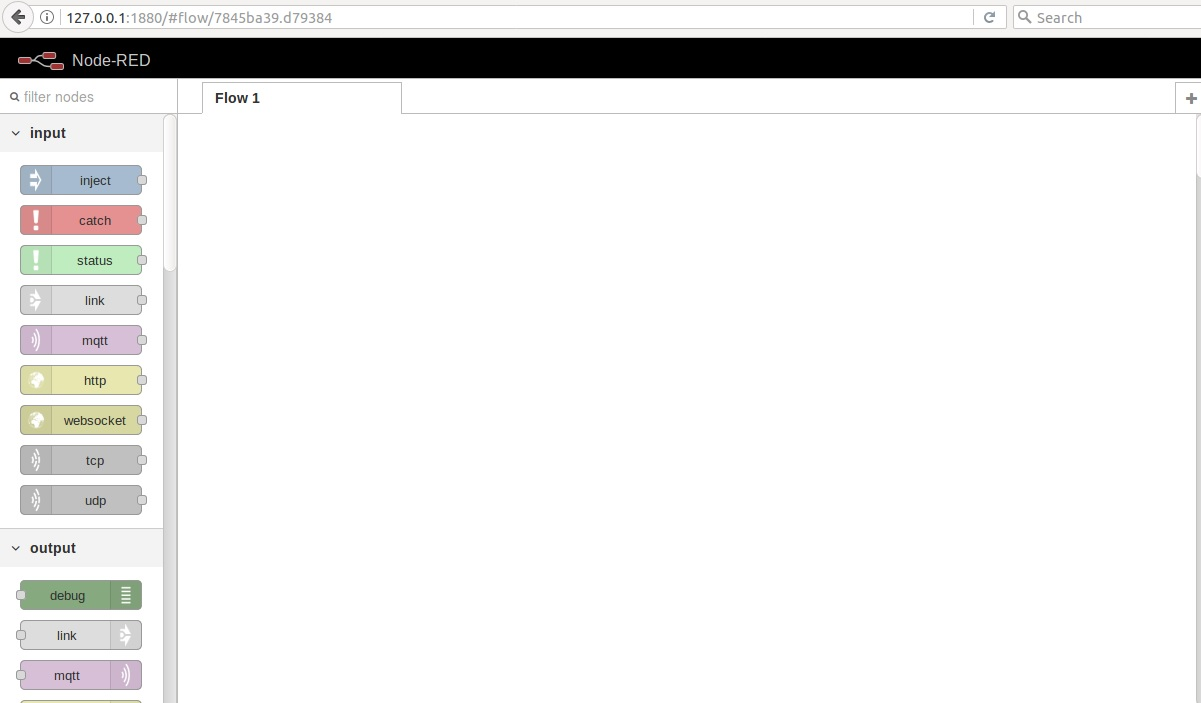 127.0.0.1:1880/#flow/7845ba39.d79384
Search
Node-RED
filter nodes
Flow 1
input
inject
catch
status
link
mqtt
http
websocket
tcp
udp
output
debug
link
mqtt